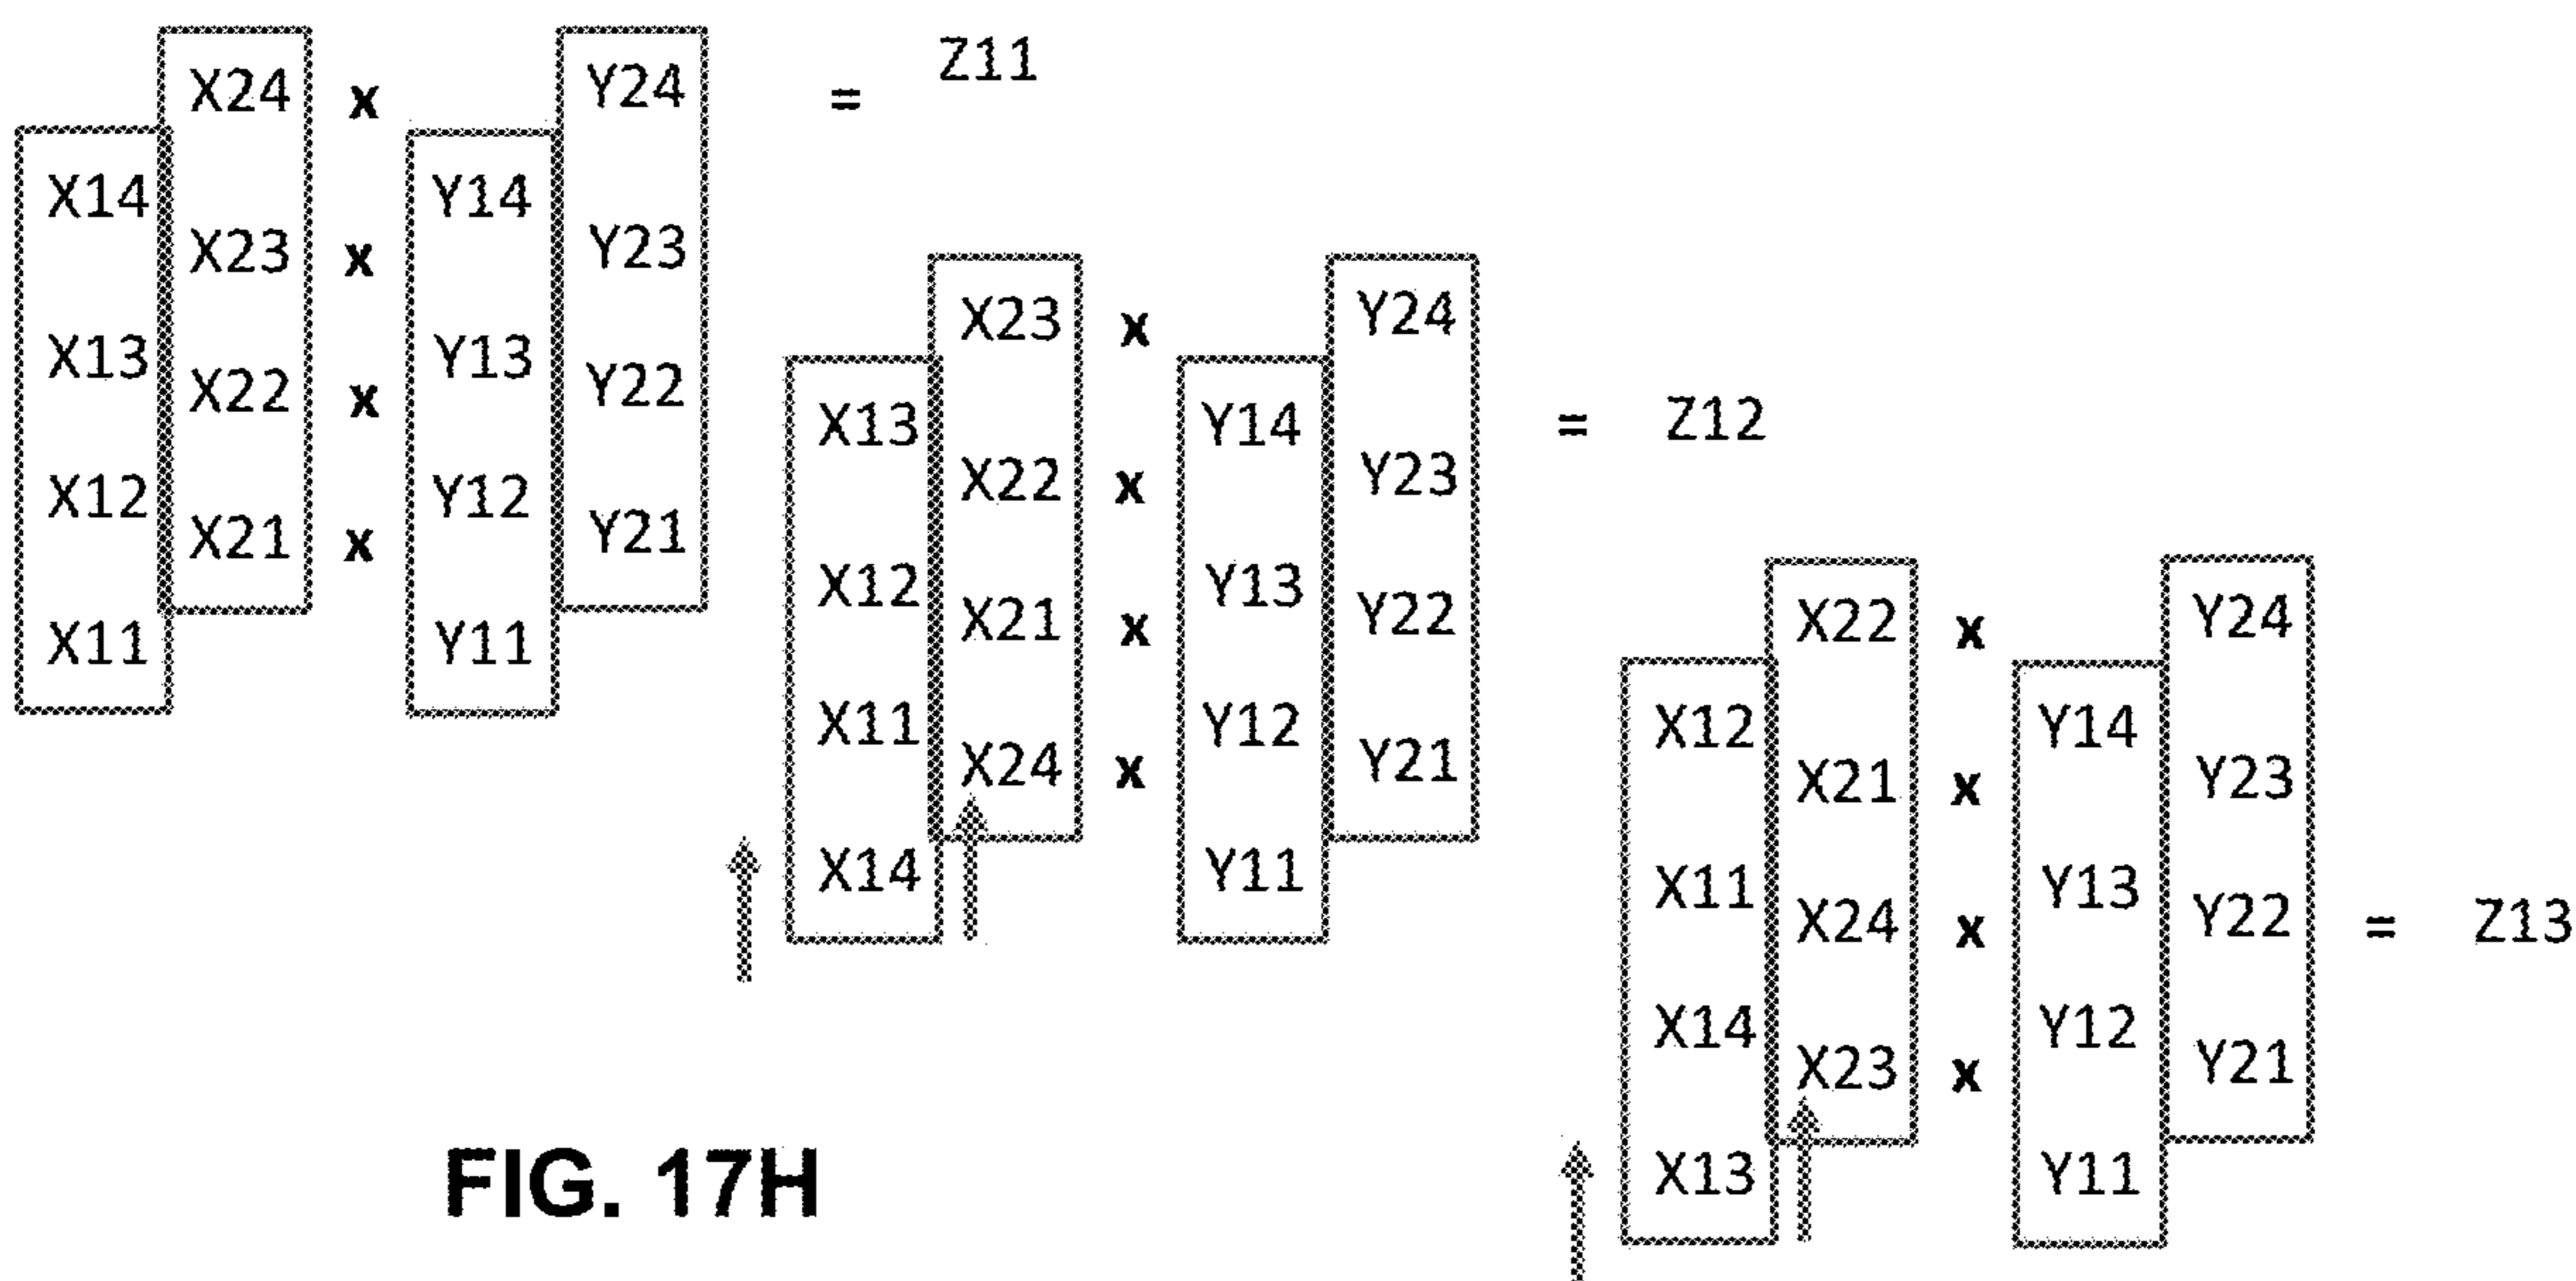 X24 x Y24 = Z11
X14 Y14
X23 x Y23
X13 Y13
X22 x Y22
X12 Y12
X21 x Y21
X11 Y11
X23 x Y24
X13 Y14 = Z12
X22 x Y23
X12 Y13
X21 x Y22
X11 Y12
X24 x Y21
X14 Y11
X22 x Y24
X12 Y14
X21 x Y23
X11 Y13
X24 x Y22 = Z13
X14 Y12
X23 x Y21
X13 Y11
FIG. 17H